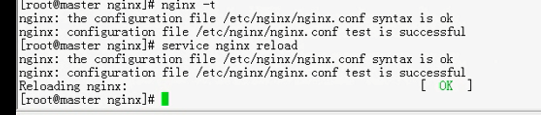 [root@master nginx]# nginx -t
nginx: the configuration file /etc/nginx/nginx.conf syntax is ok
nginx: configuration file /etc/nginx/nginx.conf test is successful
[root@master nginx]# service nginx reload
nginx: the configuration file /etc/nginx/nginx.conf syntax is ok
nginx: configuration file /etc/nginx/nginx.conf test is successful
Reloading nginx: [ OK ]
[root@master nginx]#